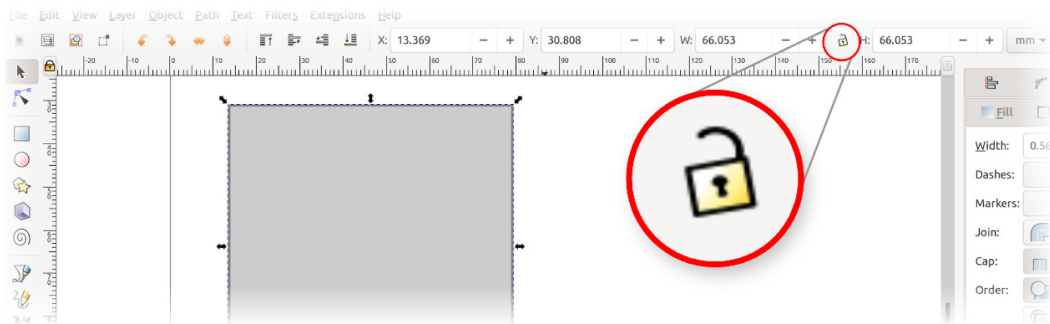 File Edit View Layer Object Path Text Filters Extensions Help
X: 13.369 − + Y: 30.808 − + W: 66.053 − + H: 66.053 − + mm
-20 -10 0 10 20 30 40 50 60 70 80 90 100 110 120 130 140 150 160 170
Fill
Width: 0.56
Dashes:
Markers:
Join:
Cap:
Order: